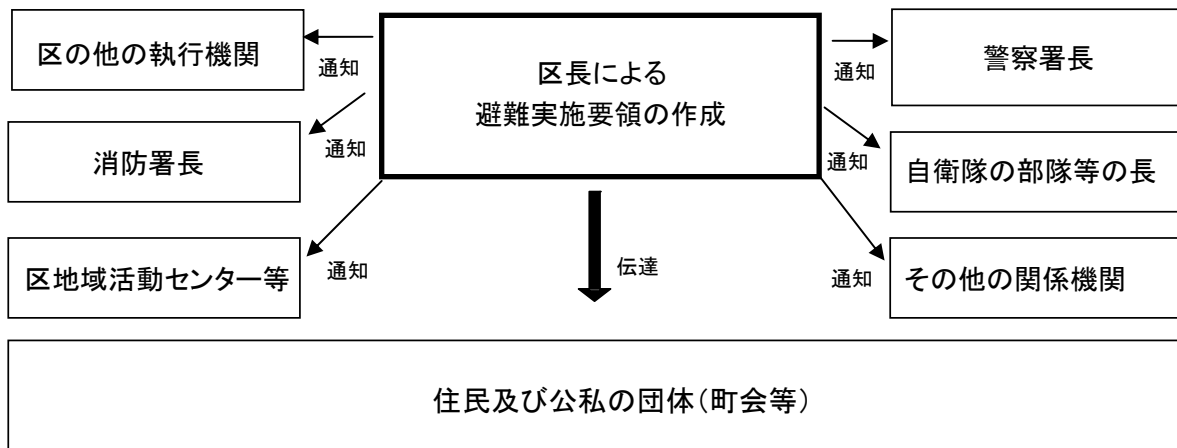 区の他の執行機関
通知
区長による
避難実施要領の作成
通知
警察署長
消防署長
通知
通知
自衛隊の部隊等の長
区地域活動センター等
通知
伝達
通知
その他の関係機関
住民及び公私の団体(町会等)